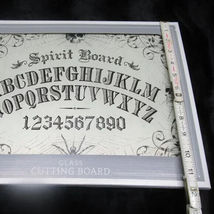 Spirit Board
ABCDEFGHIJKLM
NOPQRSTUVWXYZ
1234567890
GLASS
CUTTING BOARD